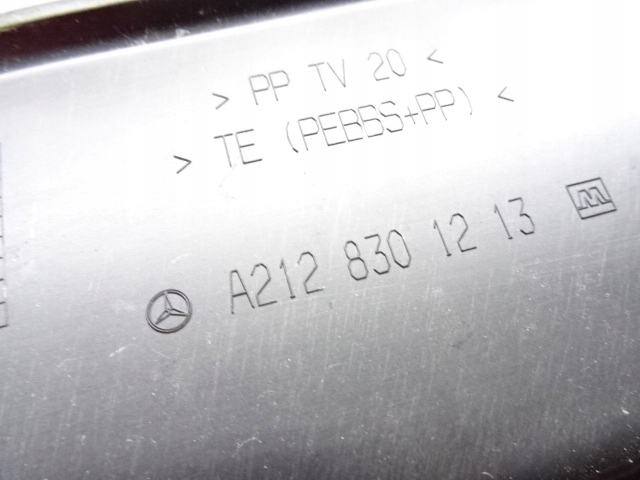 > PP TV 20 <
> TE (PEBBS+PP) <
A212 830 12 13
M